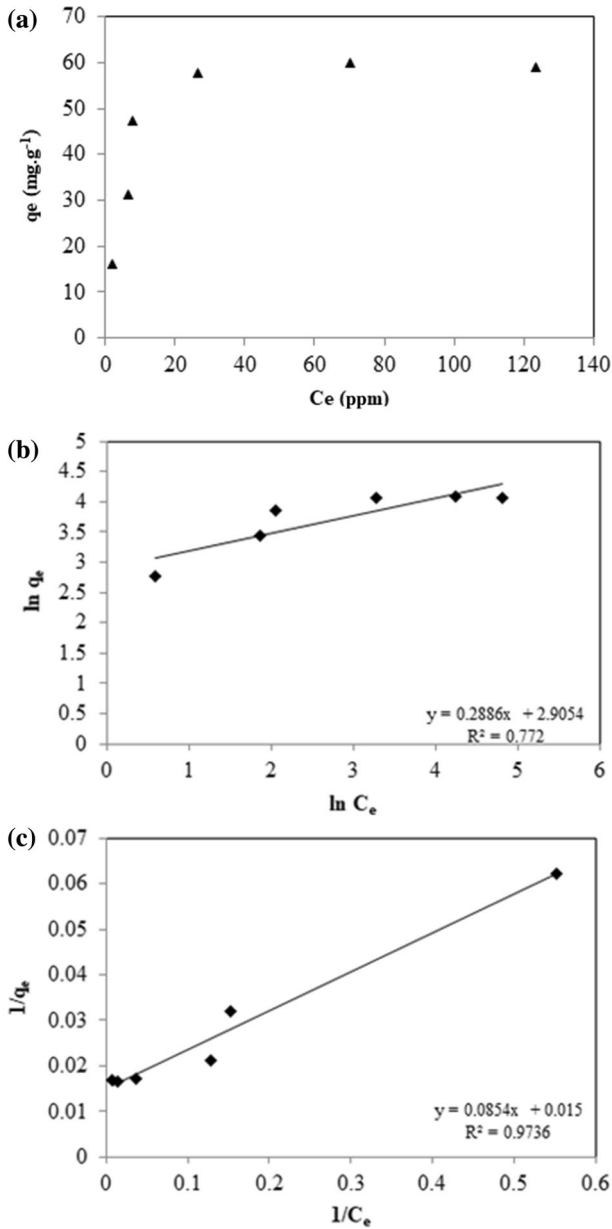 (a)
70
60
50
40
30
20
10
0
qe (mg.g⁻¹)
0 20 40 60 80 100 120 140
Ce (ppm)
(b)
5
4.5
4
3.5
3
2.5
2
1.5
1
0.5
0
ln qₑ
y = 0.2886x + 2.9054
R² = 0.772
0 1 2 3 4 5 6
ln Cₑ
(c)
0.07
0.06
0.05
0.04
0.03
0.02
0.01
0
1/qₑ
y = 0.0854x + 0.015
R² = 0.9736
0 0.1 0.2 0.3 0.4 0.5 0.6
1/Cₑ